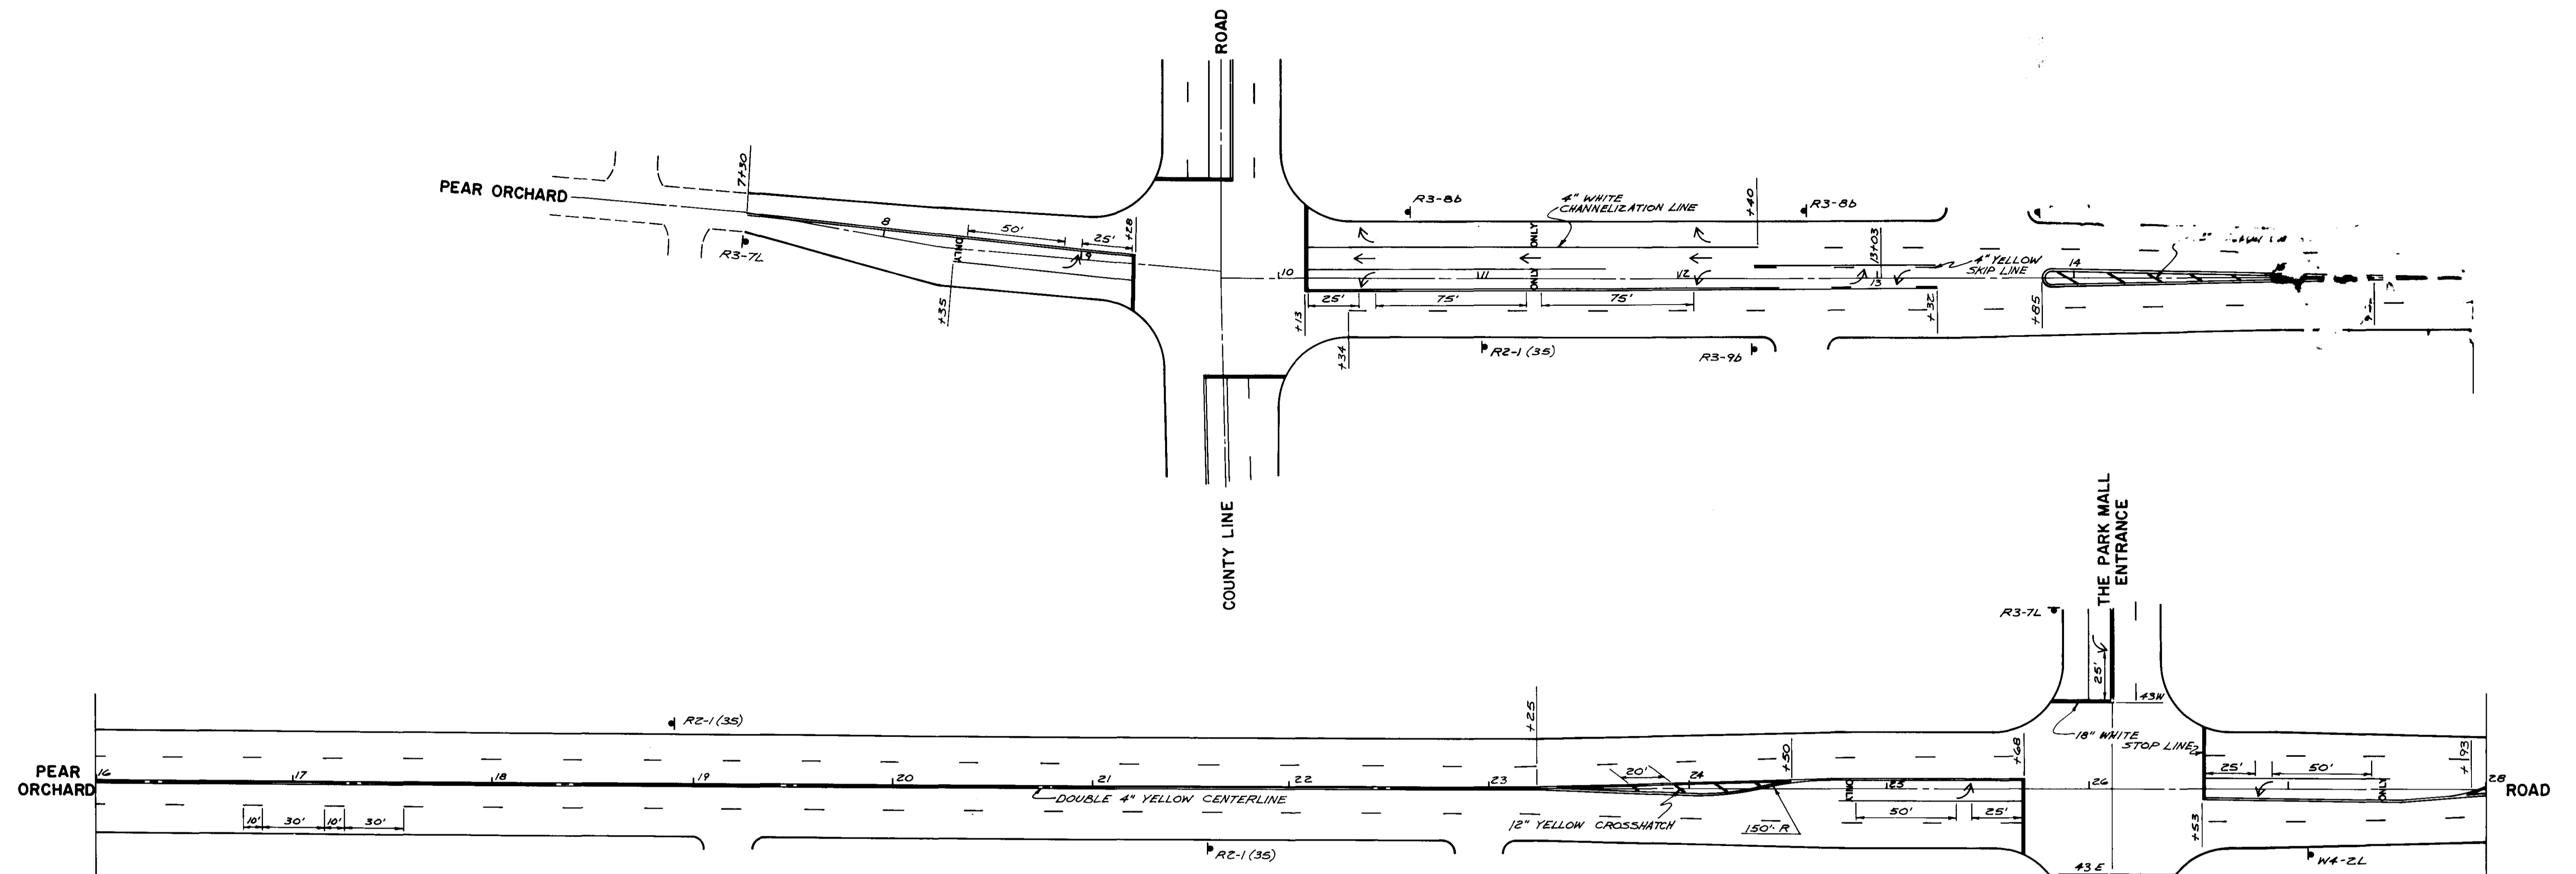 ROAD
PEAR ORCHARD
7+30
R3-7L
8
ONLY
50'
25'
9
+28
+35
R3-8b
4" WHITE
CHANNELIZATION LINE
+40
R3-8b
ONLY
13+03
4" YELLOW
SKIP LINE
10
11
12
13
14
ONLY
25'
75'
75'
+13
+34
+32
+85
R2-1 (35)
R3-9b
COUNTY LINE
THE PARK MALL
ENTRANCE
R3-7L
25'
43W
18" WHITE
STOP LINE
R2-1 (35)
+25
+50
+68
+93
PEAR
ORCHARD
16
17
18
19
20
21
22
23
24
25
26
28
ROAD
20'
ONLY
50'
25'
25'
50'
ONLY
DOUBLE 4" YELLOW CENTERLINE
12" YELLOW CROSSHATCH
150' R
10'
30'
10'
30'
+53
R2-1 (35)
W4-2L
43 E